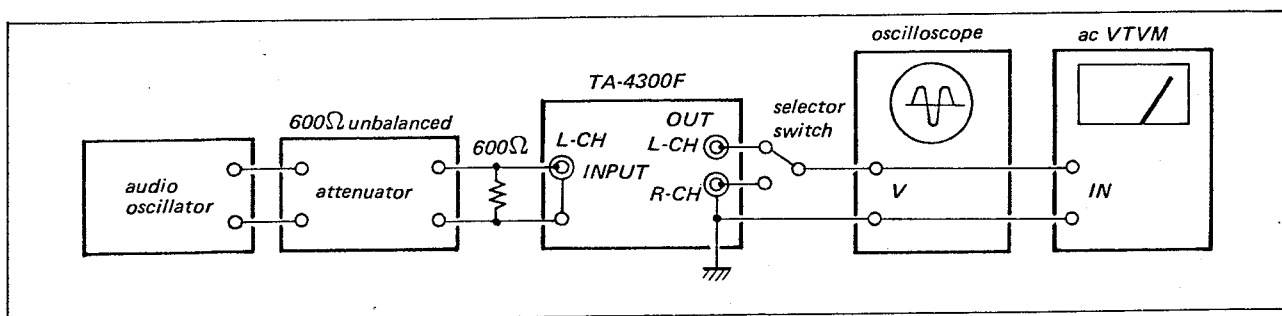 oscilloscope
ac VTVM
TA-4300F
600Ω unbalanced
600Ω
L-CH
INPUT
OUT
L-CH
R-CH
selector
switch
audio
oscillator
attenuator
V
IN